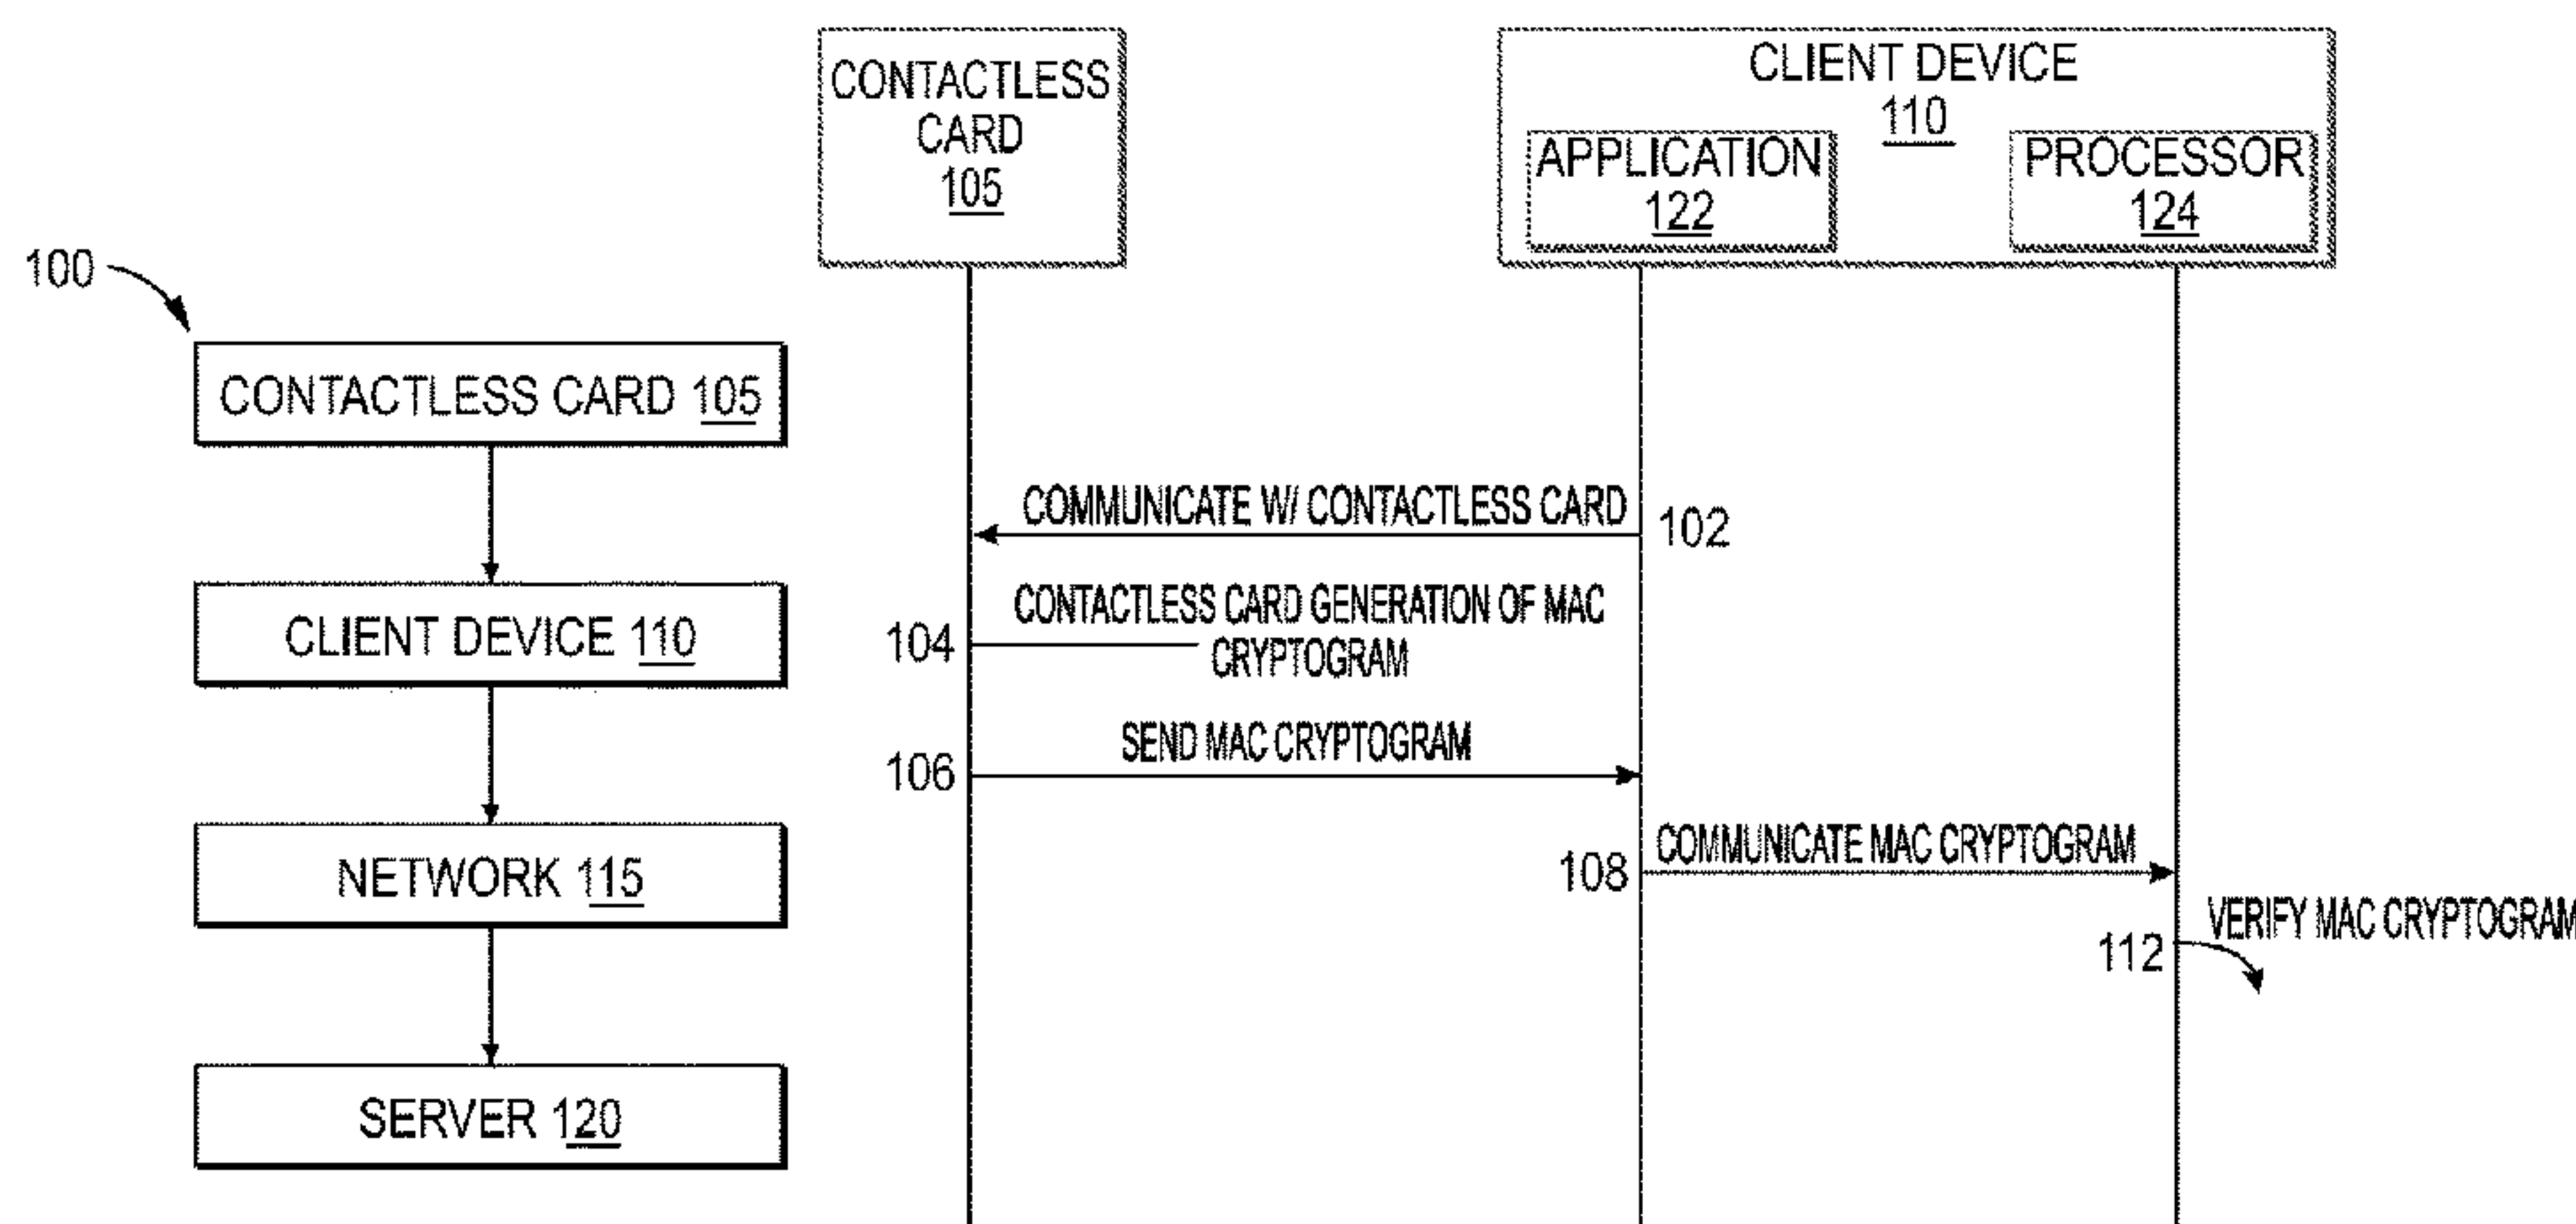 100
CONTACTLESS CARD 105
CLIENT DEVICE 110
NETWORK 115
SERVER 120
CONTACTLESS
CARD
105
CLIENT DEVICE
110
APPLICATION
122
PROCESSOR
124
COMMUNICATE W/ CONTACTLESS CARD
102
CONTACTLESS CARD GENERATION OF MAC
104
CRYPTOGRAM
SEND MAC CRYPTOGRAM
106
COMMUNICATE MAC CRYPTOGRAM
108
VERIFY MAC CRYPTOGRAM
112